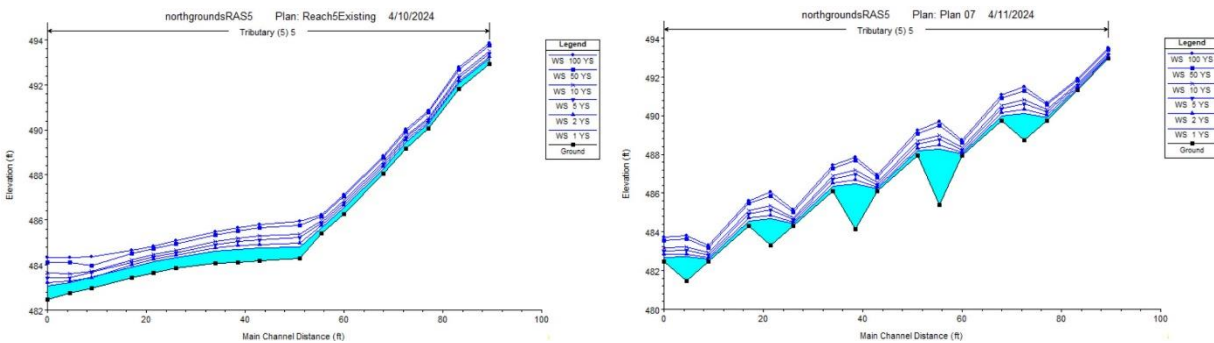 northgroundsRAS5 Plan: Reach5Existing 4/10/2024
Tributary (5) 5
494
492
490
488
486
484
482
0
20
40
60
80
100
Elevation (ft)
Main Channel Distance (ft)
Legend
WS 100 YS
WS 50 YS
WS 10 YS
WS 5 YS
WS 2 YS
WS 1 YS
Ground
northgroundsRAS5 Plan: Plan 07 4/11/2024
Tributary (5) 5
494
492
490
488
486
484
482
480
0
20
40
60
80
100
Elevation (ft)
Main Channel Distance (ft)
Legend
WS 100 YS
WS 50 YS
WS 10 YS
WS 5 YS
WS 2 YS
WS 1 YS
Ground